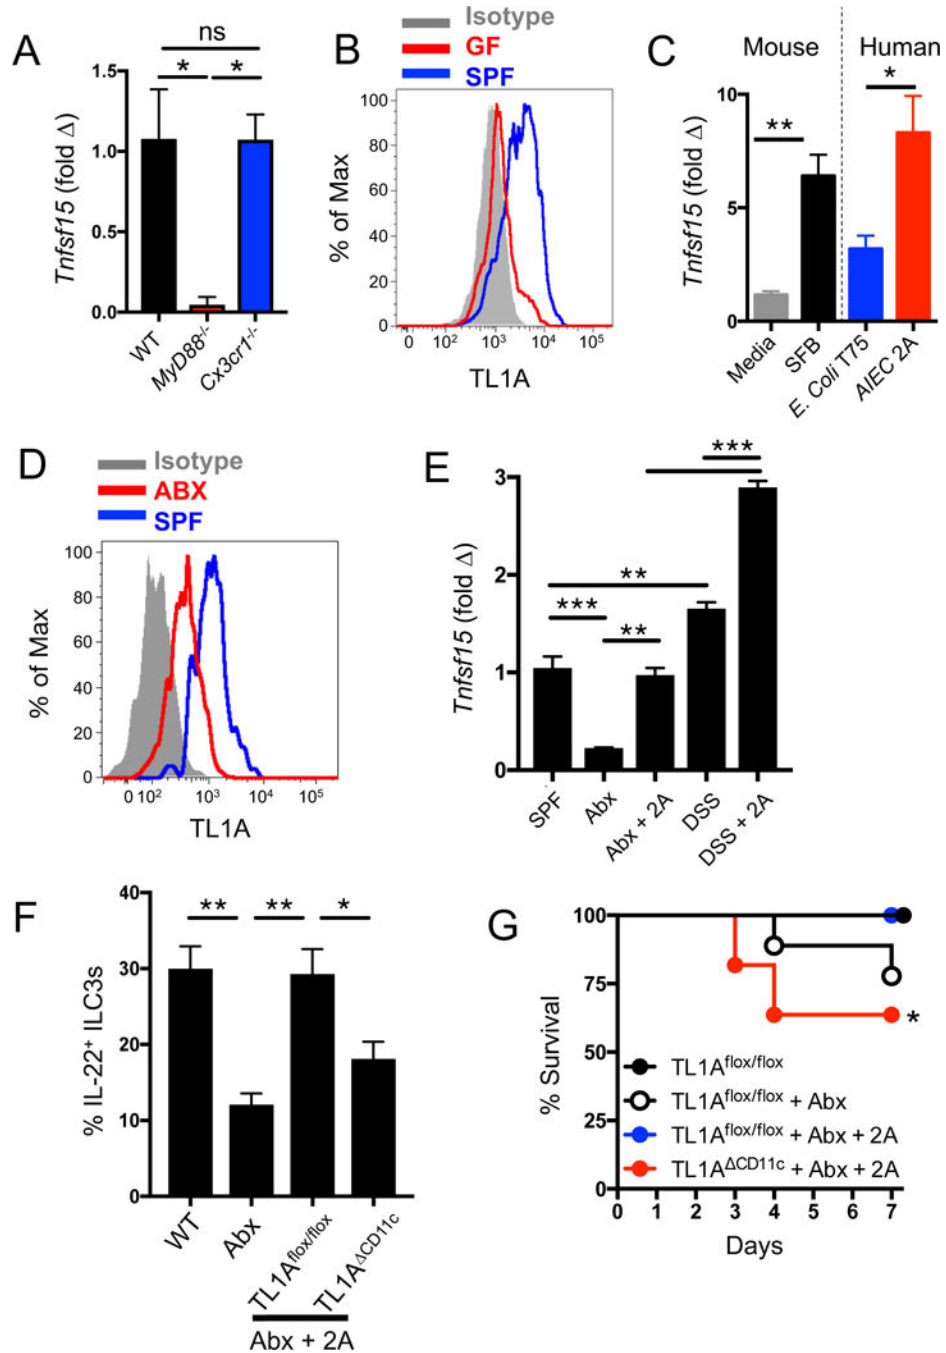 A
ns
*
*
1.5
1.0
0.5
0.0
Tnfsf15 (fold Δ)
WT
MyD88-/-
Cx3cr1-/-
B
Isotype
GF
SPF
100
80
60
40
20
0
% of Max
0 10² 10³ 10⁴ 10⁵
TL1A
C
Mouse Human
**
*
10
5
0
Tnfsf15 (fold Δ)
Media
SFB
E. Coli T75
AIEC 2A
D
Isotype
ABX
SPF
100
80
60
40
20
0
% of Max
0 10² 10³ 10⁴ 10⁵
TL1A
E
***
**
***
**
3
2
1
0
Tnfsf15 (fold Δ)
SPF
Abx
Abx + 2A
DSS
DSS + 2A
F
** ** *
40
30
20
10
0
% IL-22⁺ ILC3s
WT
Abx
TL1Aflox/flox
TL1AΔCD11c
Abx + 2A
G
100
75
50
25
0
% Survival
*
TL1Aflox/flox
TL1Aflox/flox + Abx
TL1Aflox/flox + Abx + 2A
TL1AΔCD11c + Abx + 2A
0 1 2 3 4 5 6 7
Days